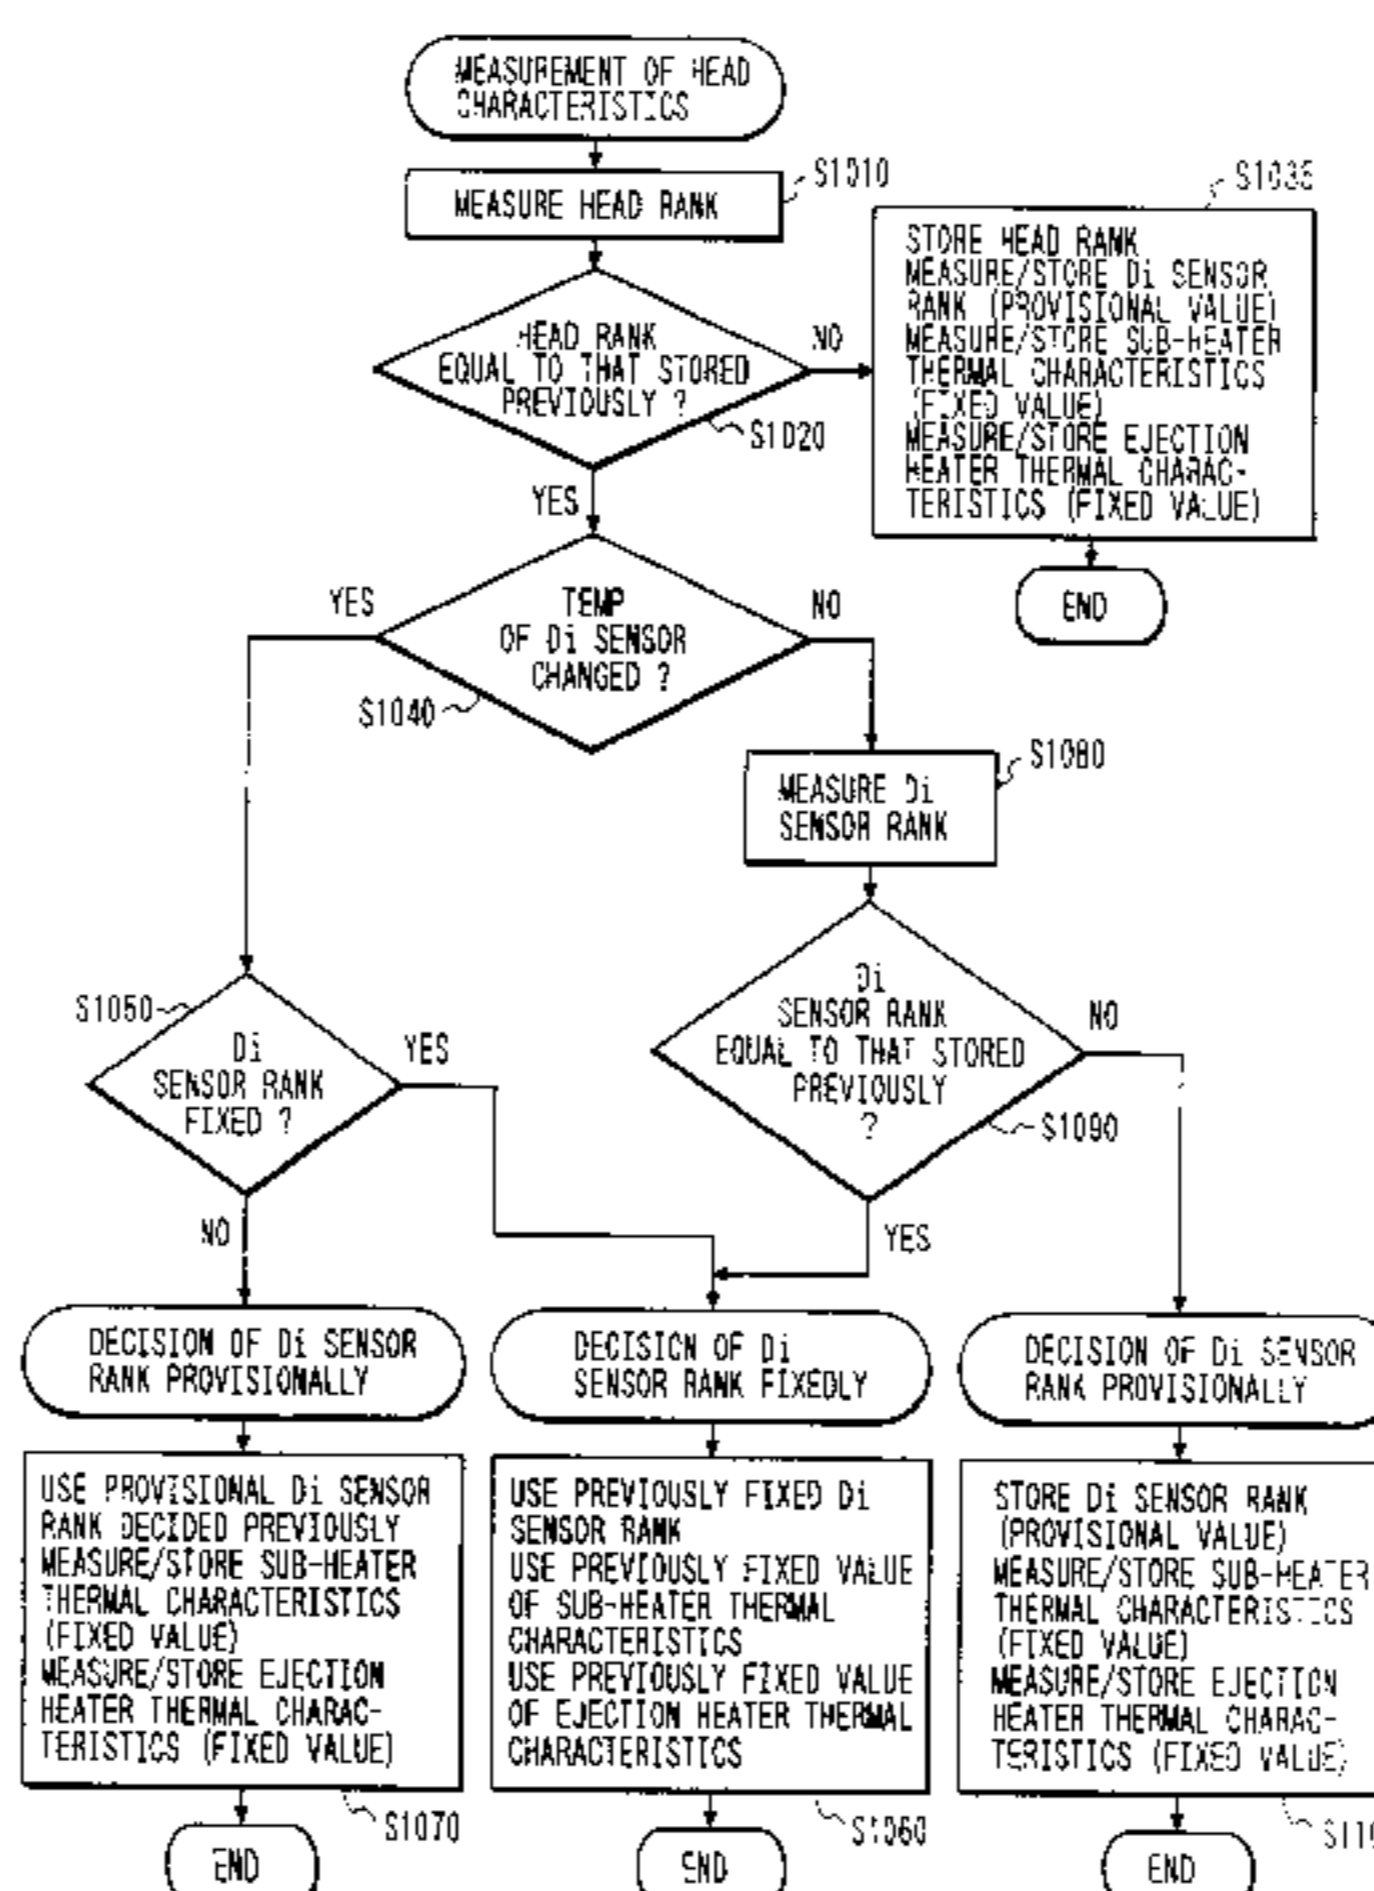 MEASUREMENT OF HEAD
CHARACTERISTICS
MEASURE HEAD RANK
S1010
S1035
STORE HEAD RANK
MEASURE/STORE Di SENSOR
RANK (PROVISIONAL VALUE)
MEASURE/STORE SUB-HEATER
THERMAL CHARACTERISTICS
(FIXED VALUE)
MEASURE/STORE EJECTION
HEATER THERMAL CHARAC-
TERISTICS (FIXED VALUE)
END
HEAD RANK
EQUAL TO THAT STORED
PREVIOUSLY ?
NO
S1020
YES
TEMP
OF Di SENSOR
CHANGED ?
YES
NO
S1040
S1080
MEASURE Di
SENSOR RANK
S1050
Di
SENSOR RANK
FIXED ?
YES
NO
Di
SENSOR RANK
EQUAL TO THAT STORED
PREVIOUSLY
?
NO
S1090
YES
DECISION OF Di SENSOR
RANK PROVISIONALLY
DECISION OF Di
SENSOR RANK FIXEDLY
DECISION OF Di SENSOR
RANK PROVISIONALLY
USE PROVISIONAL Di SENSOR
RANK DECIDED PREVIOUSLY
MEASURE/STORE SUB-HEATER
THERMAL CHARACTERISTICS
(FIXED VALUE)
MEASURE/STORE EJECTION
HEATER THERMAL CHARAC-
TERISTICS (FIXED VALUE)
S1070
END
USE PREVIOUSLY FIXED Di
SENSOR RANK
USE PREVIOUSLY FIXED VALUE
OF SUB-HEATER THERMAL
CHARACTERISTICS
USE PREVIOUSLY FIXED VALUE
OF EJECTION HEATER THERMAL
CHARACTERISTICS
S1060
END
STORE Di SENSOR RANK
(PROVISIONAL VALUE)
MEASURE/STORE SUB-HEATER
THERMAL CHARACTERISTICS
(FIXED VALUE)
MEASURE/STORE EJECTION
HEATER THERMAL CHARAC-
TERISTICS (FIXED VALUE)
END